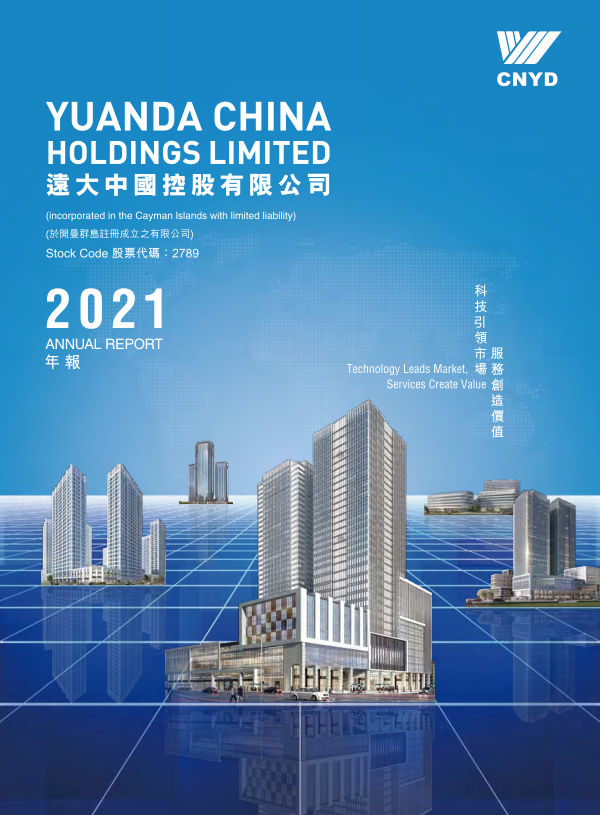 CNYD
YUANDA CHINA
HOLDINGS LIMITED
遠大中國控股有限公司
(incorporated in the Cayman Islands with limited liability)
(於開曼群島註冊成立之有限公司)
Stock Code 股票代碼：2789
2021
ANNUAL REPORT
年報
科技引領市場
服務創造價值
Technology Leads Market,
Services Create Value